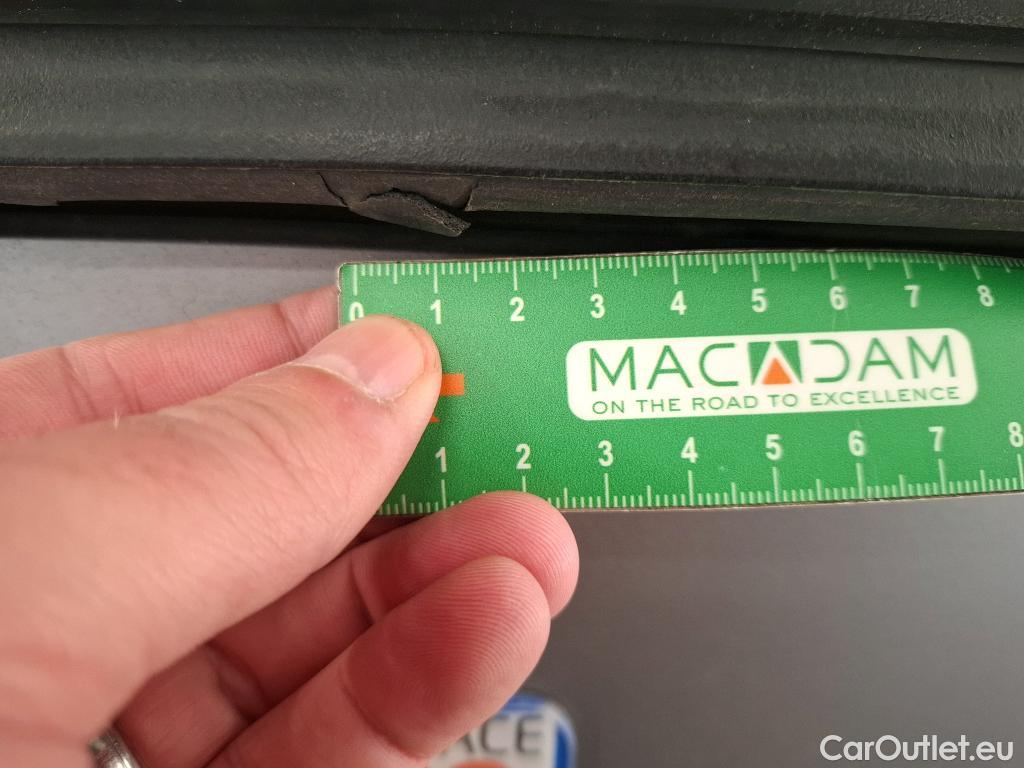 0 1 2 3 4 5 6 7 8
MACADAM
ON THE ROAD TO EXCELLENCE
1 2 3 4 5 6 7 8
ACE
CarOutlet.eu